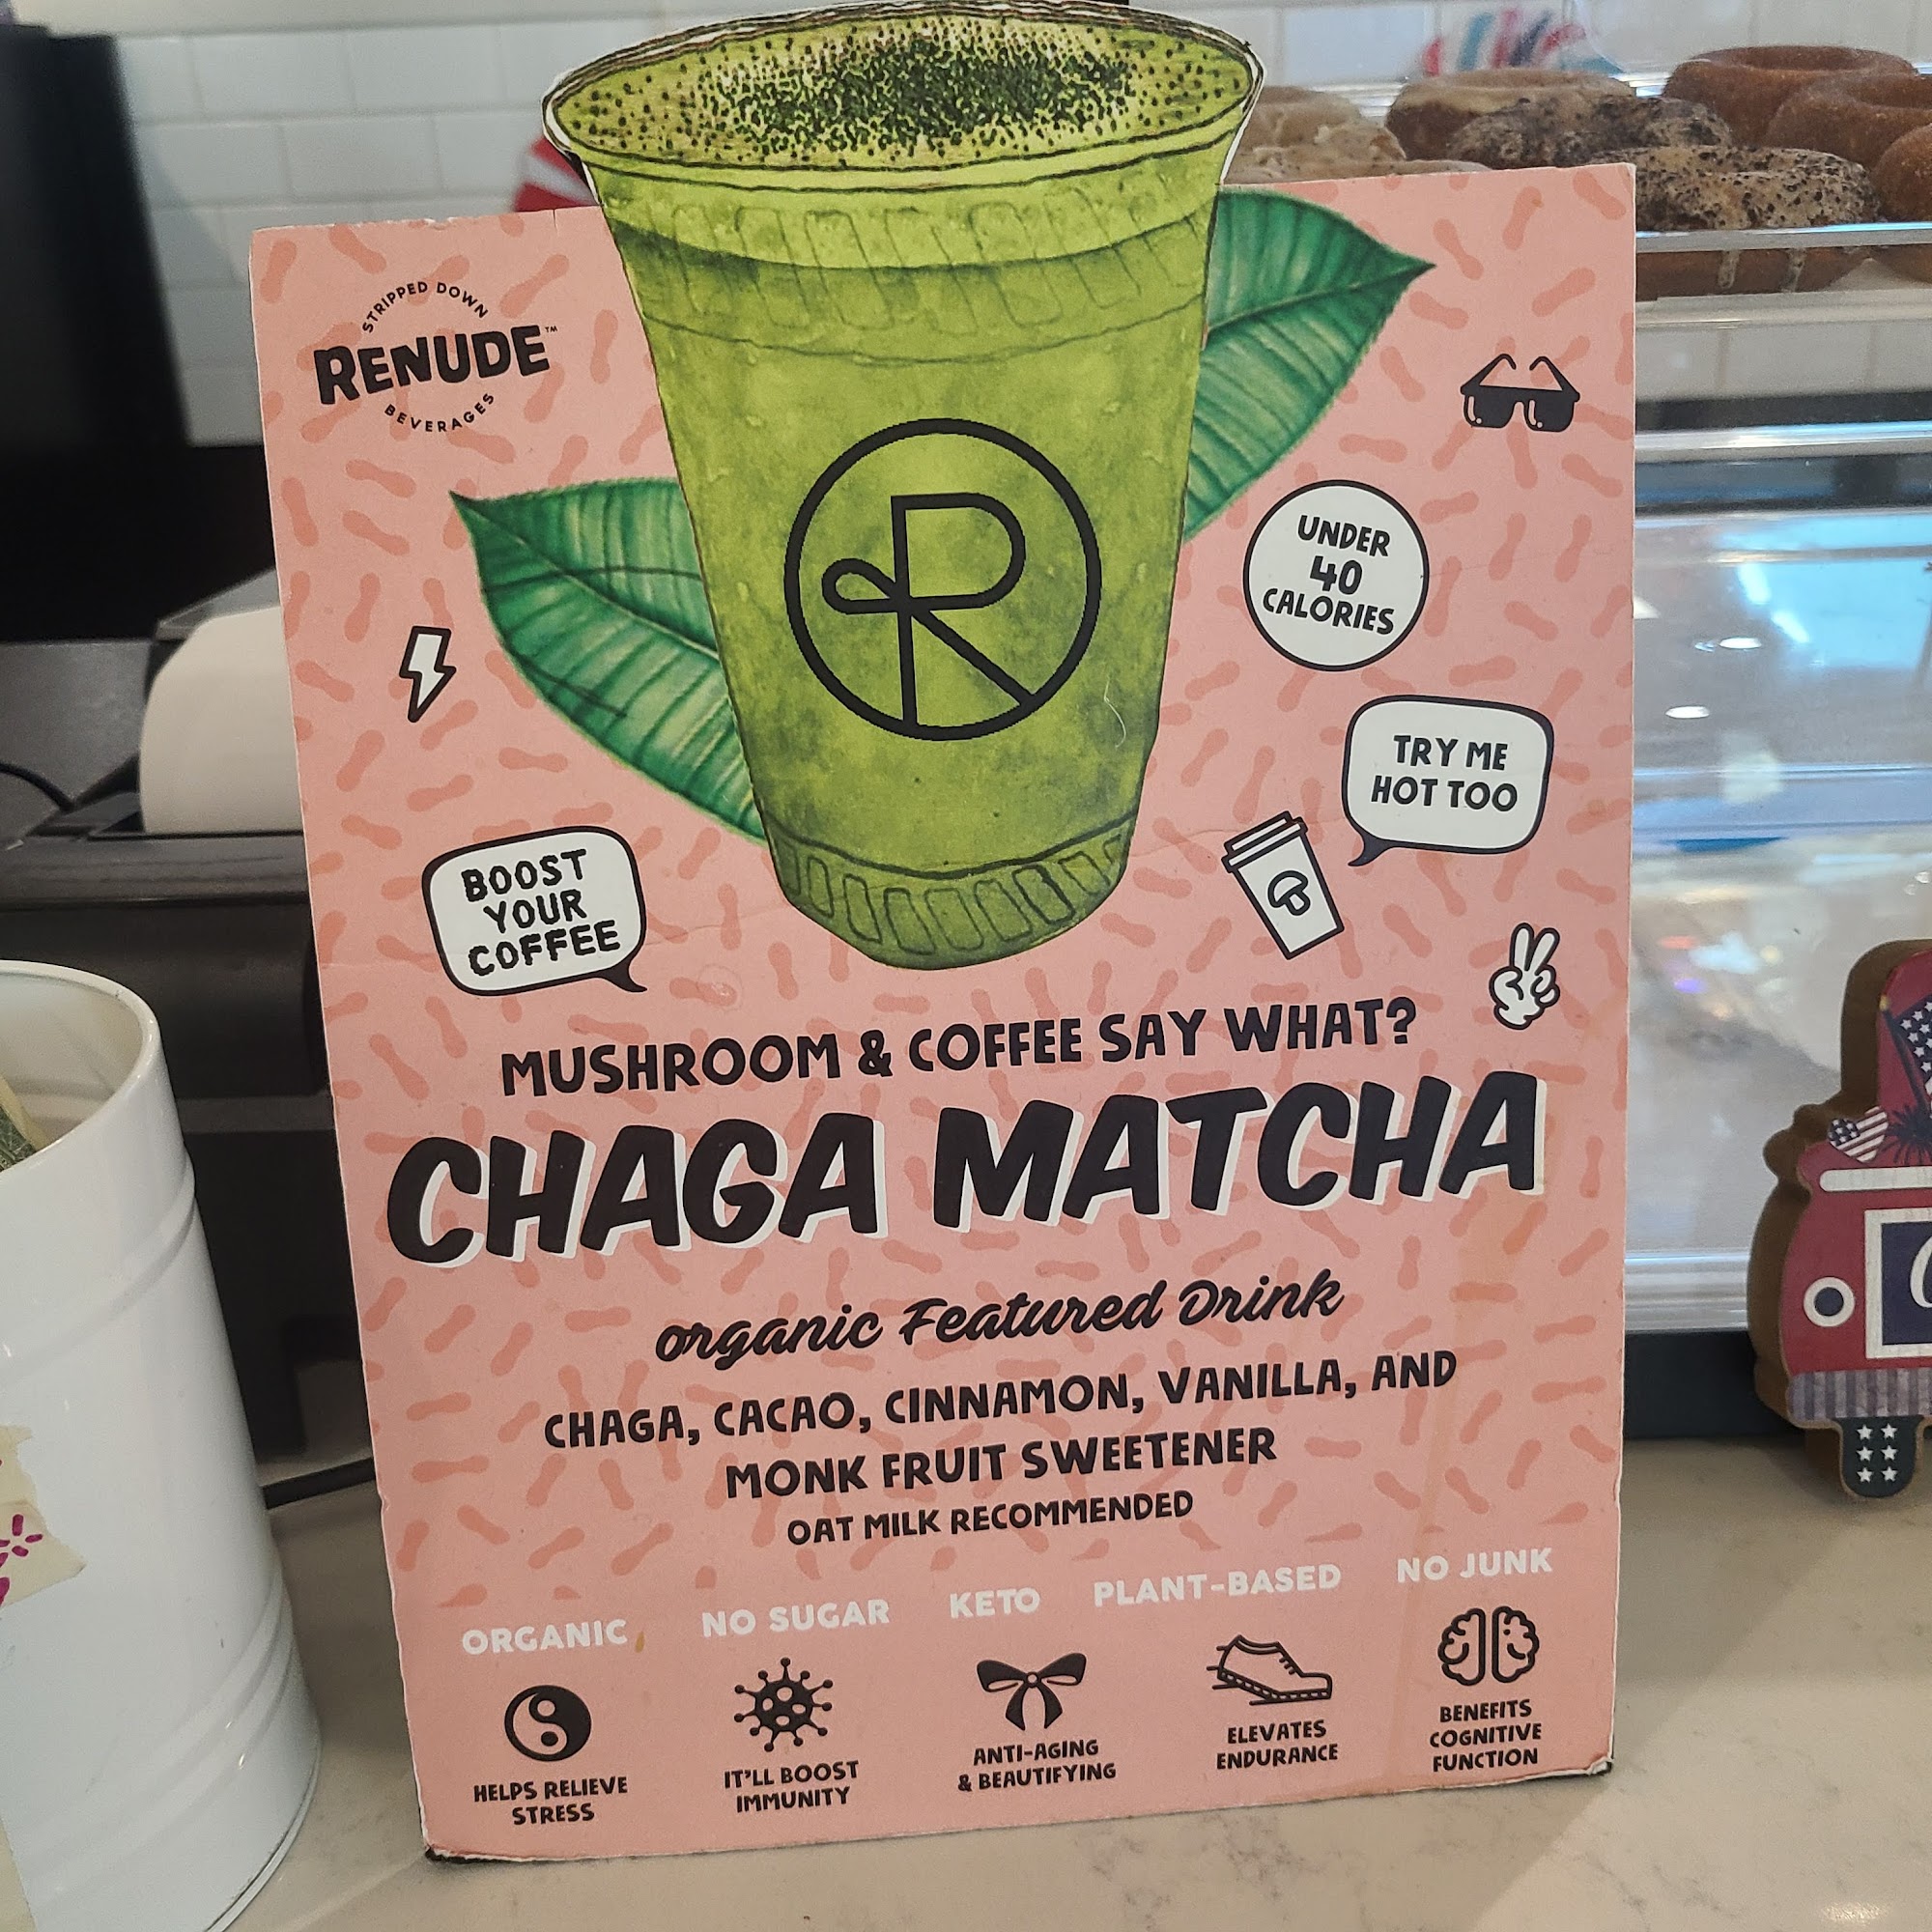 STRIPPED DOWN
RENUDE™
BEVERAGES
R
UNDER
40
CALORIES
TRY ME
HOT TOO
BOOST
YOUR
COFFEE
MUSHROOM & COFFEE SAY WHAT?
CHAGA MATCHA
organic Featured Drink
CHAGA, CACAO, CINNAMON, VANILLA, AND
MONK FRUIT SWEETENER
OAT MILK RECOMMENDED
ORGANIC NO SUGAR KETO PLANT-BASED NO JUNK
HELPS RELIEVE
STRESS
IT'LL BOOST
IMMUNITY
ANTI-AGING
& BEAUTIFYING
ELEVATES
ENDURANCE
BENEFITS
COGNITIVE
FUNCTION